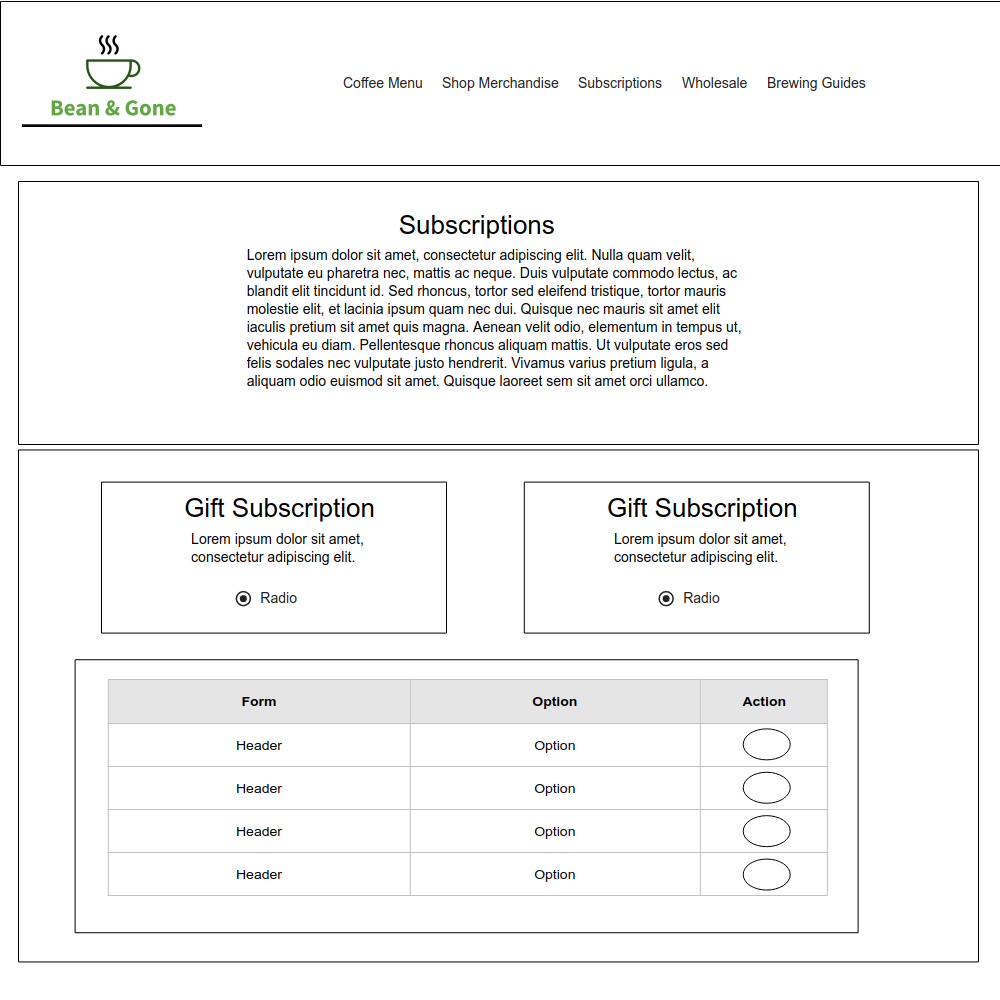 Bean & Gone
Coffee Menu Shop Merchandise Subscriptions Wholesale Brewing Guides
Subscriptions
Lorem ipsum dolor sit amet, consectetur adipiscing elit. Nulla quam velit,
vulputate eu pharetra nec, mattis ac neque. Duis vulputate commodo lectus, ac
blandit elit tincidunt id. Sed rhoncus, tortor sed eleifend tristique, tortor mauris
molestie elit, et lacinia ipsum quam nec dui. Quisque nec mauris sit amet elit
iaculis pretium sit amet quis magna. Aenean velit odio, elementum in tempus ut,
vehicula eu diam. Pellentesque rhoncus aliquam mattis. Ut vulputate eros sed
felis sodales nec vulputate justo hendrerit. Vivamus varius pretium ligula, a
aliquam odio euismod sit amet. Quisque laoreet sem sit amet orci ullamco.
Gift Subscription
Lorem ipsum dolor sit amet,
consectetur adipiscing elit.
Radio
Gift Subscription
Lorem ipsum dolor sit amet,
consectetur adipiscing elit.
Radio
Form Option Action
Header Option
Header Option
Header Option
Header Option